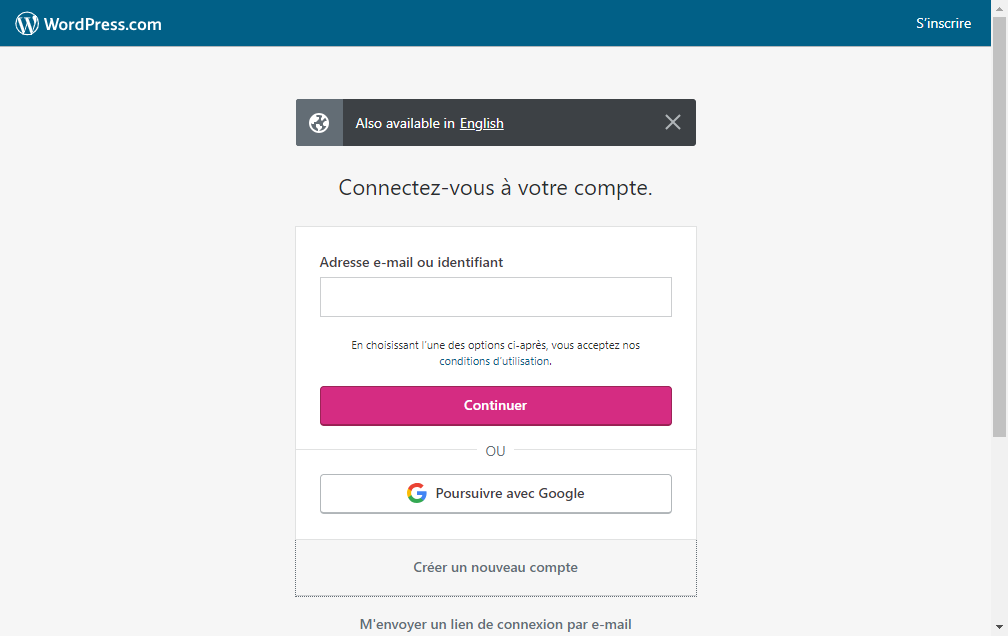 WordPress.com
S'inscrire
Also available in English
Connectez-vous à votre compte.
Adresse e-mail ou identifiant
En choisissant l'une des options ci-après, vous acceptez nos
conditions d'utilisation.
Continuer
OU
Poursuivre avec Google
Créer un nouveau compte
M'envoyer un lien de connexion par e-mail